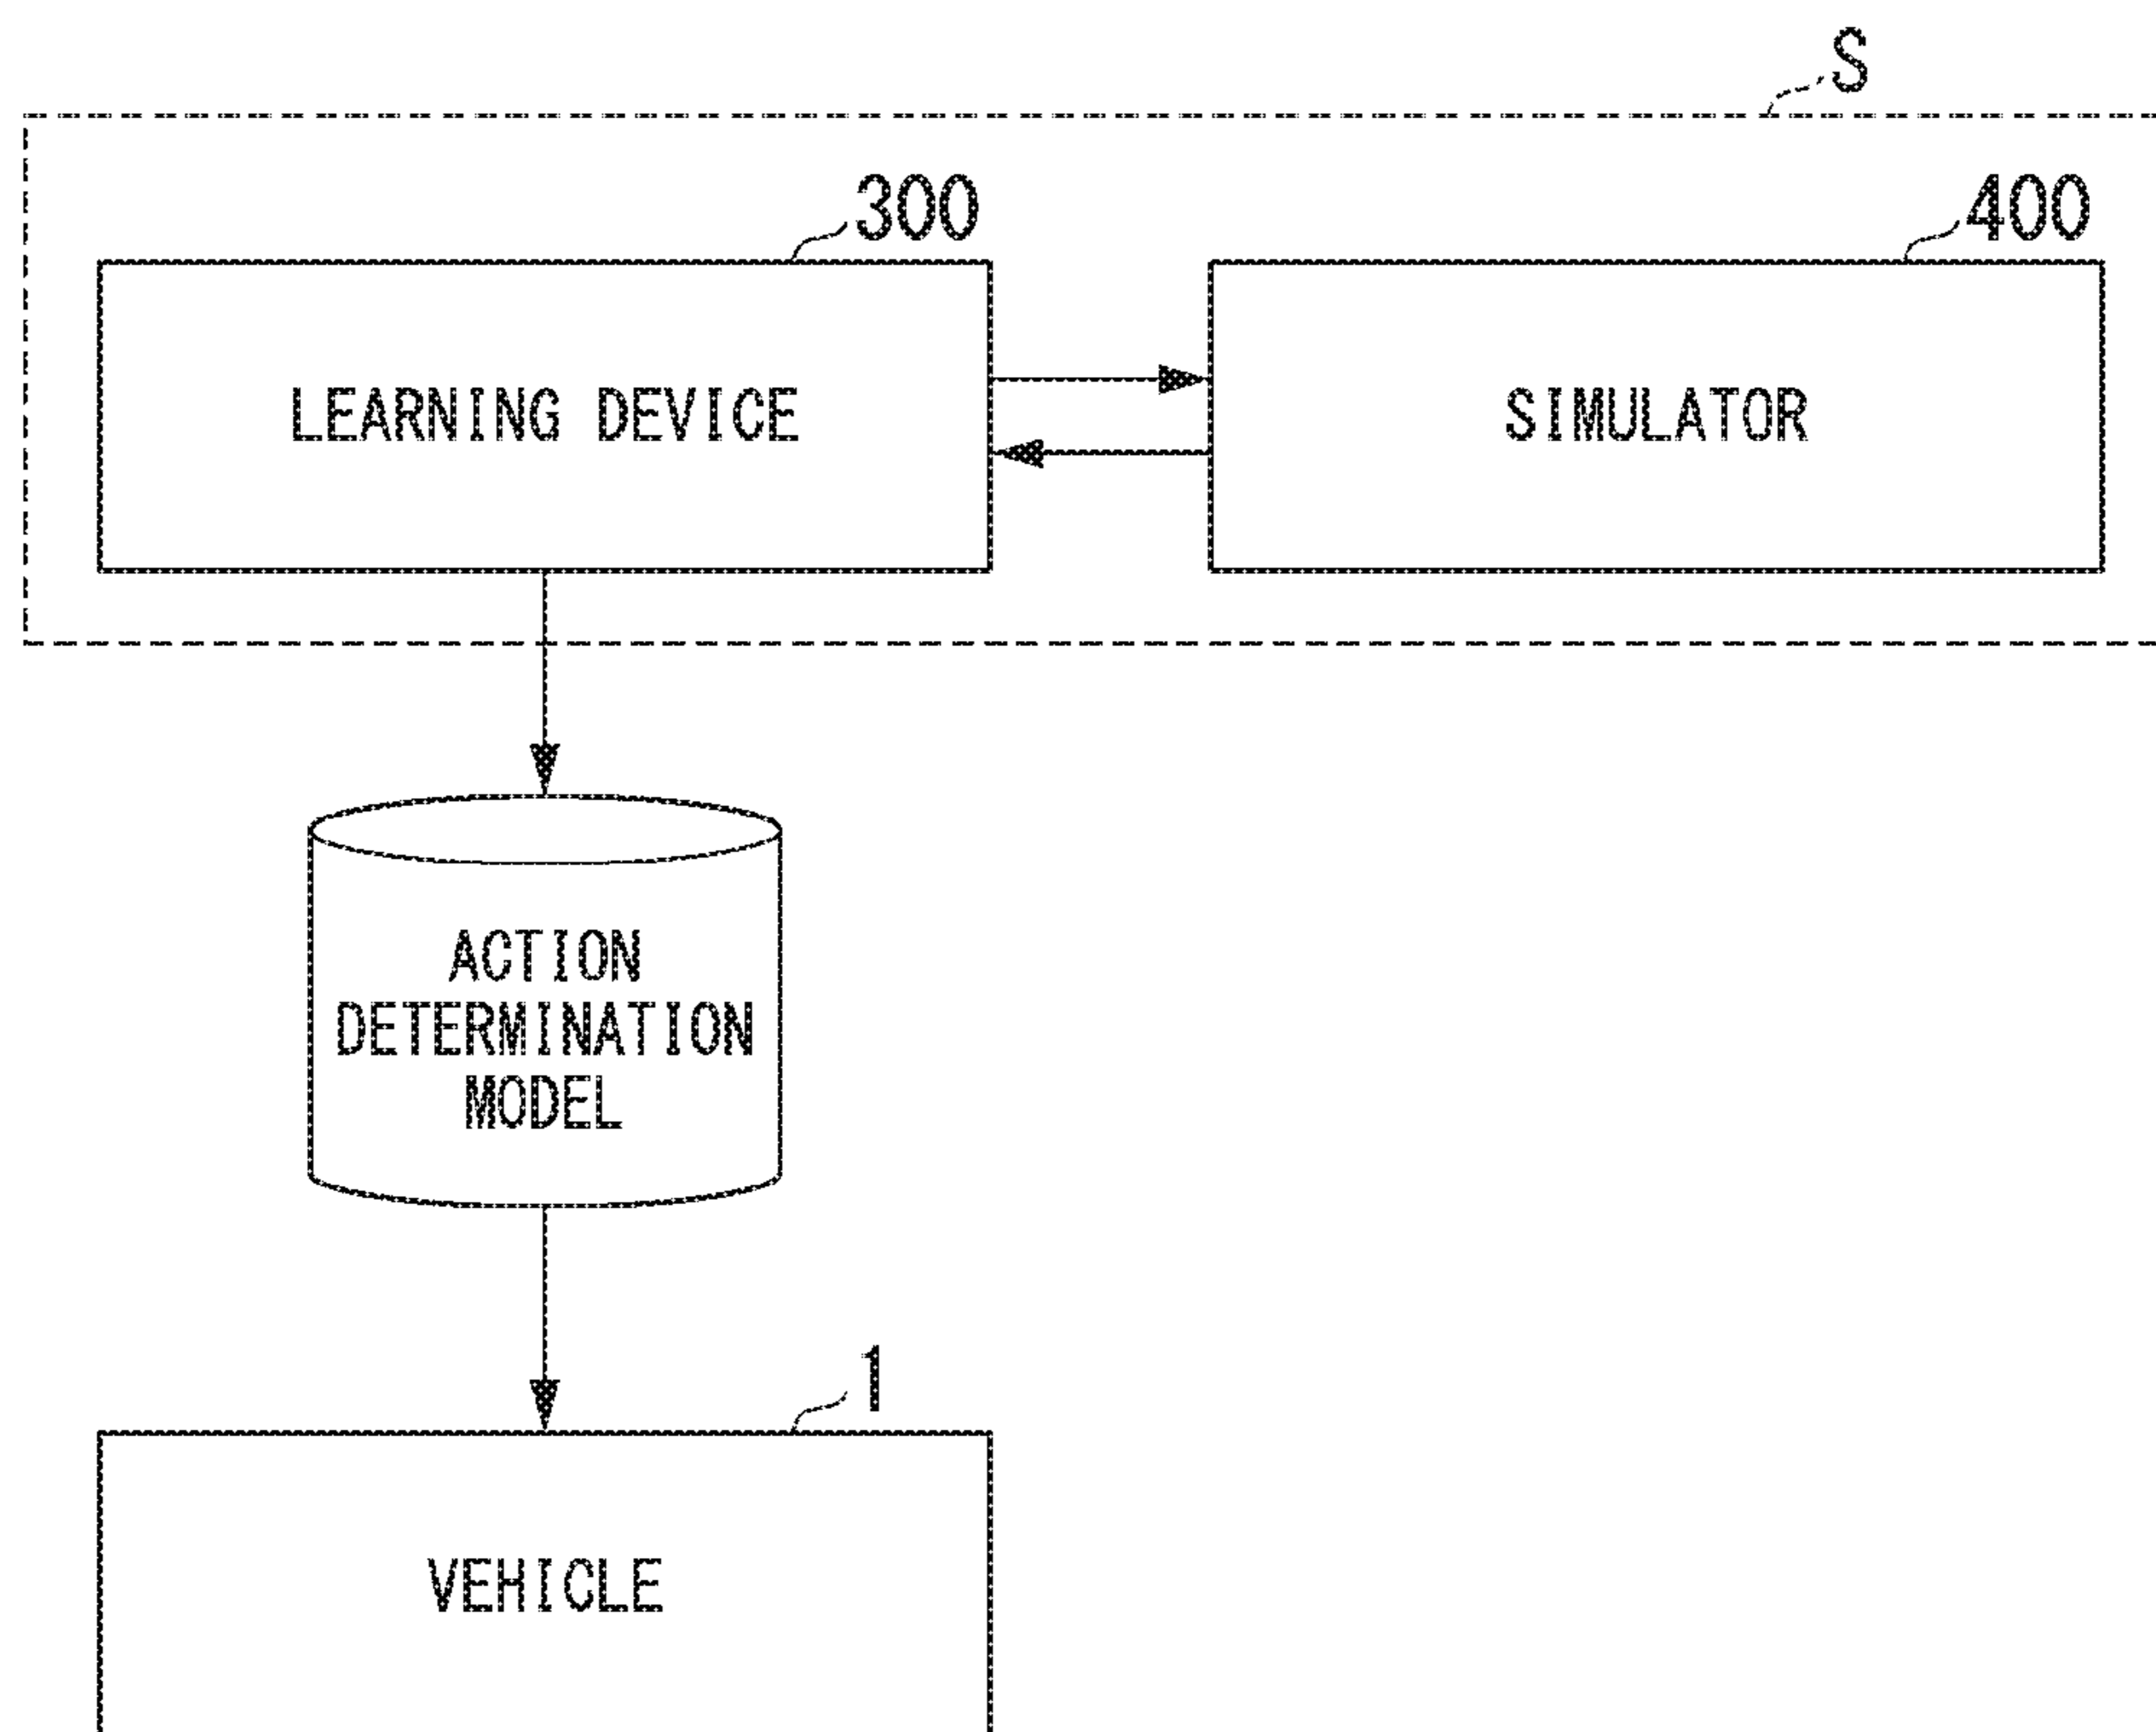 S
300
400
LEARNING DEVICE
SIMULATOR
ACTION
DETERMINATION
MODEL
1
VEHICLE